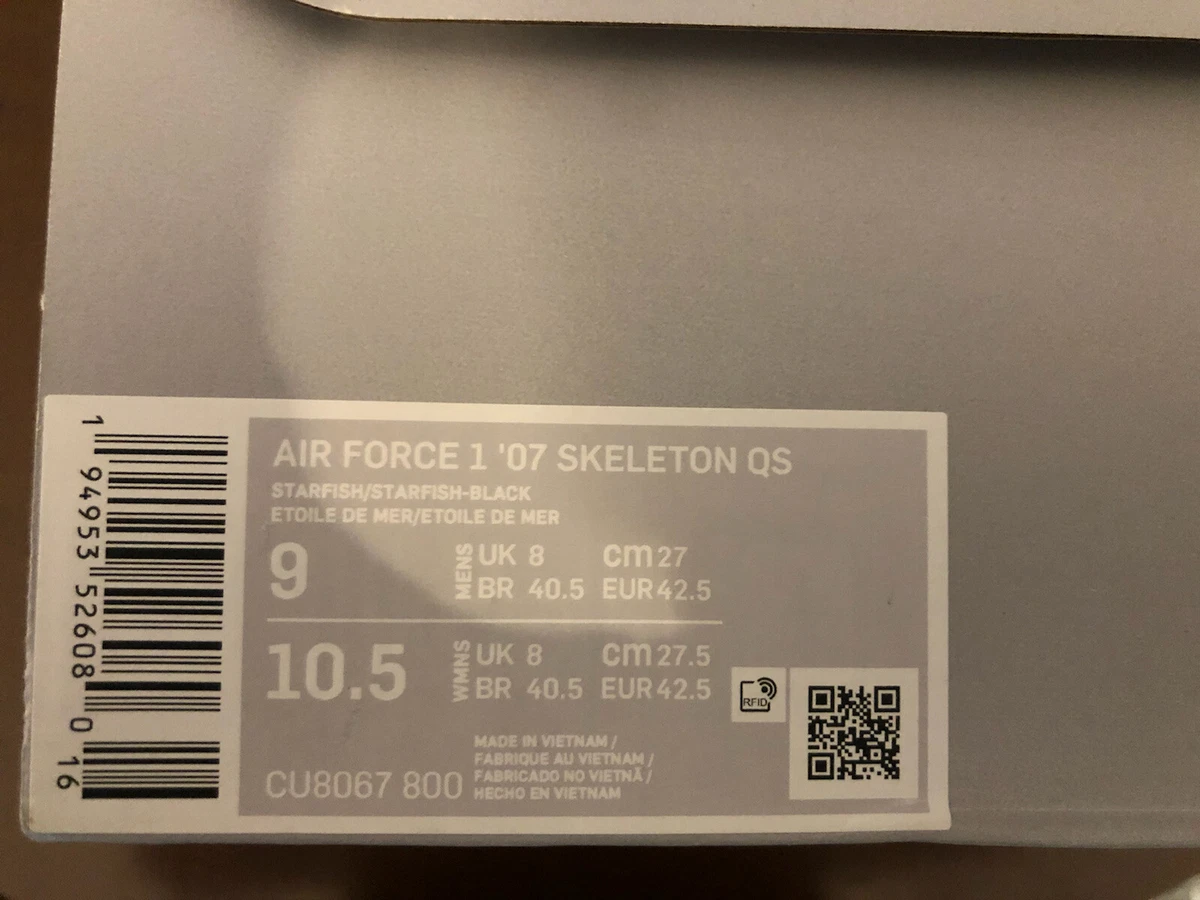 AIR FORCE 1 '07 SKELETON QS
STARFISH/STARFISH-BLACK
ETOILE DE MER/ETOILE DE MER
9 MENS UK 8 cm 27
BR 40.5 EUR 42.5
10.5 WMNS UK 8 cm 27.5
BR 40.5 EUR 42.5
RFID
MADE IN VIETNAM /
FABRIQUE AU VIETNAM /
FABRICADO NO VIETNÃ /
CU8067 800 HECHO EN VIETNAM
1 94953 52608 0 16